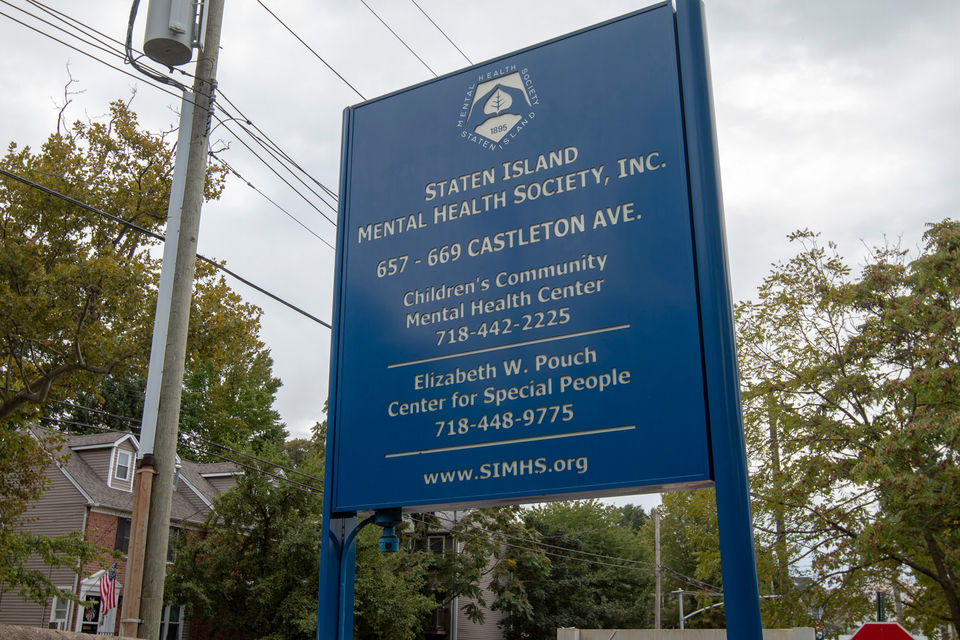 MENTAL HEALTH SOCIETY
1895
STATEN ISLAND
STATEN ISLAND
MENTAL HEALTH SOCIETY, INC.
657 - 669 CASTLETON AVE.
Children's Community
Mental Health Center
718-442-2225
Elizabeth W. Pouch
Center for Special People
718-448-9775
www.SIMHS.org